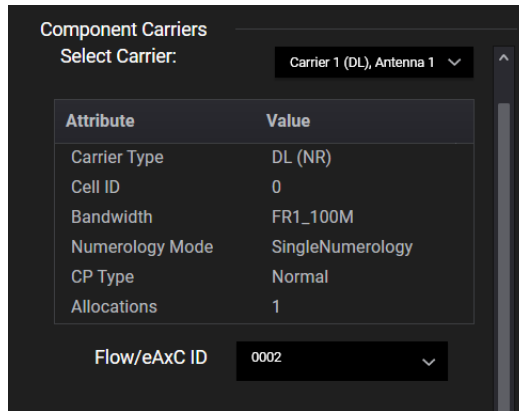 Component Carriers
Select Carrier: Carrier 1 (DL), Antenna 1
Attribute Value
Carrier Type DL (NR)
Cell ID 0
Bandwidth FR1_100M
Numerology Mode SingleNumerology
CP Type Normal
Allocations 1
Flow/eAxC ID 0002